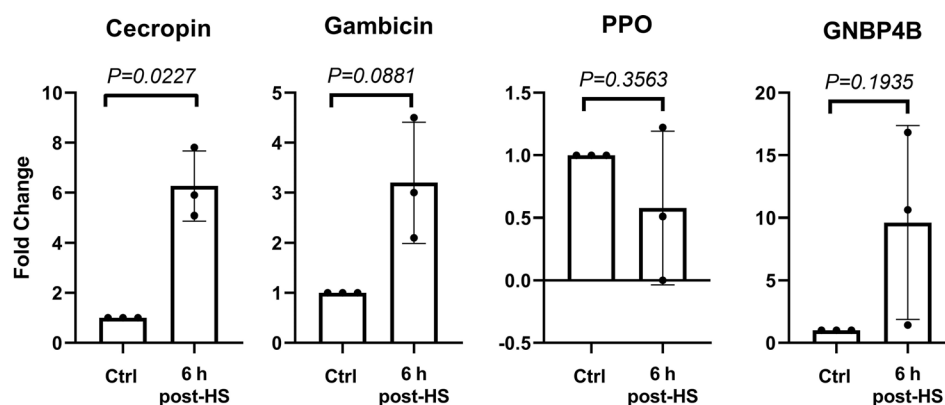 Cecropin
P=0.0227
Fold Change
10
8
6
4
2
0
Ctrl
6 h
post-HS
Gambicin
P=0.0881
5
4
3
2
1
0
Ctrl
6 h
post-HS
PPO
P=0.3563
1.5
1.0
0.5
0.0
-0.5
Ctrl
6 h
post-HS
GNBP4B
P=0.1935
20
15
10
5
0
Ctrl
6 h
post-HS